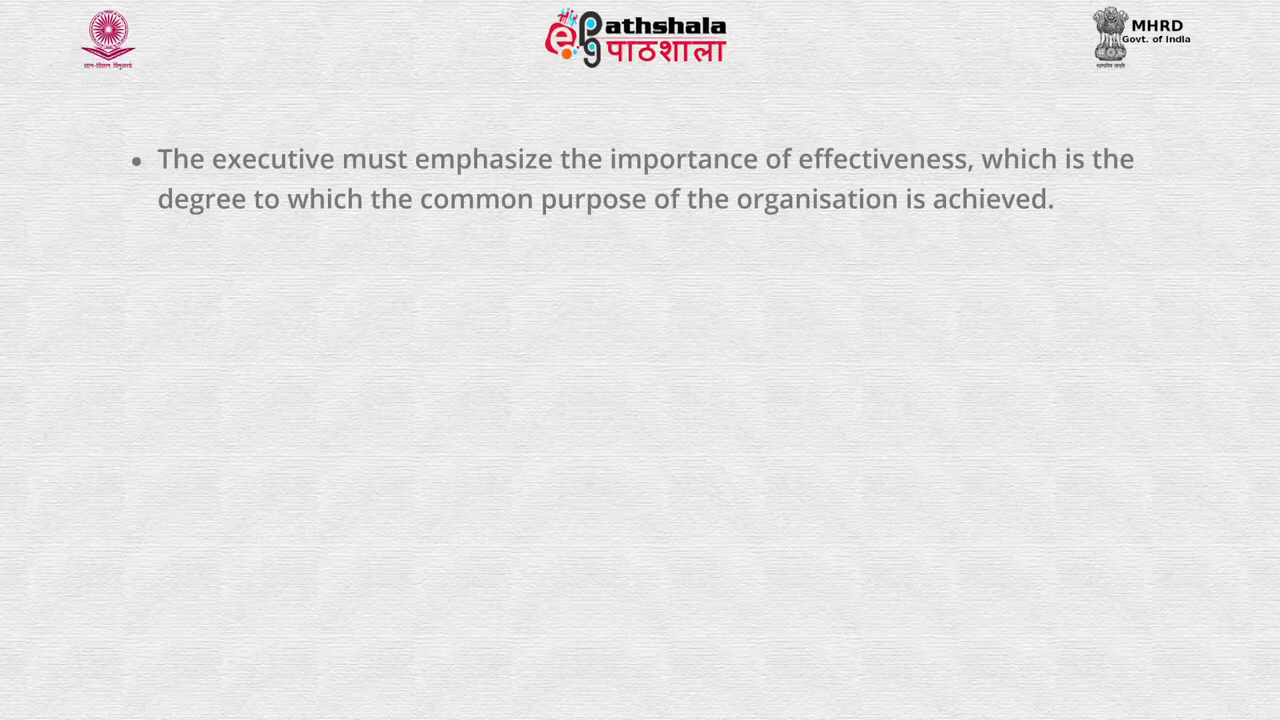 Pathshala
पाठशाला
MHRD
Govt. of India
• The executive must emphasize the importance of effectiveness, which is the
degree to which the common purpose of the organisation is achieved.